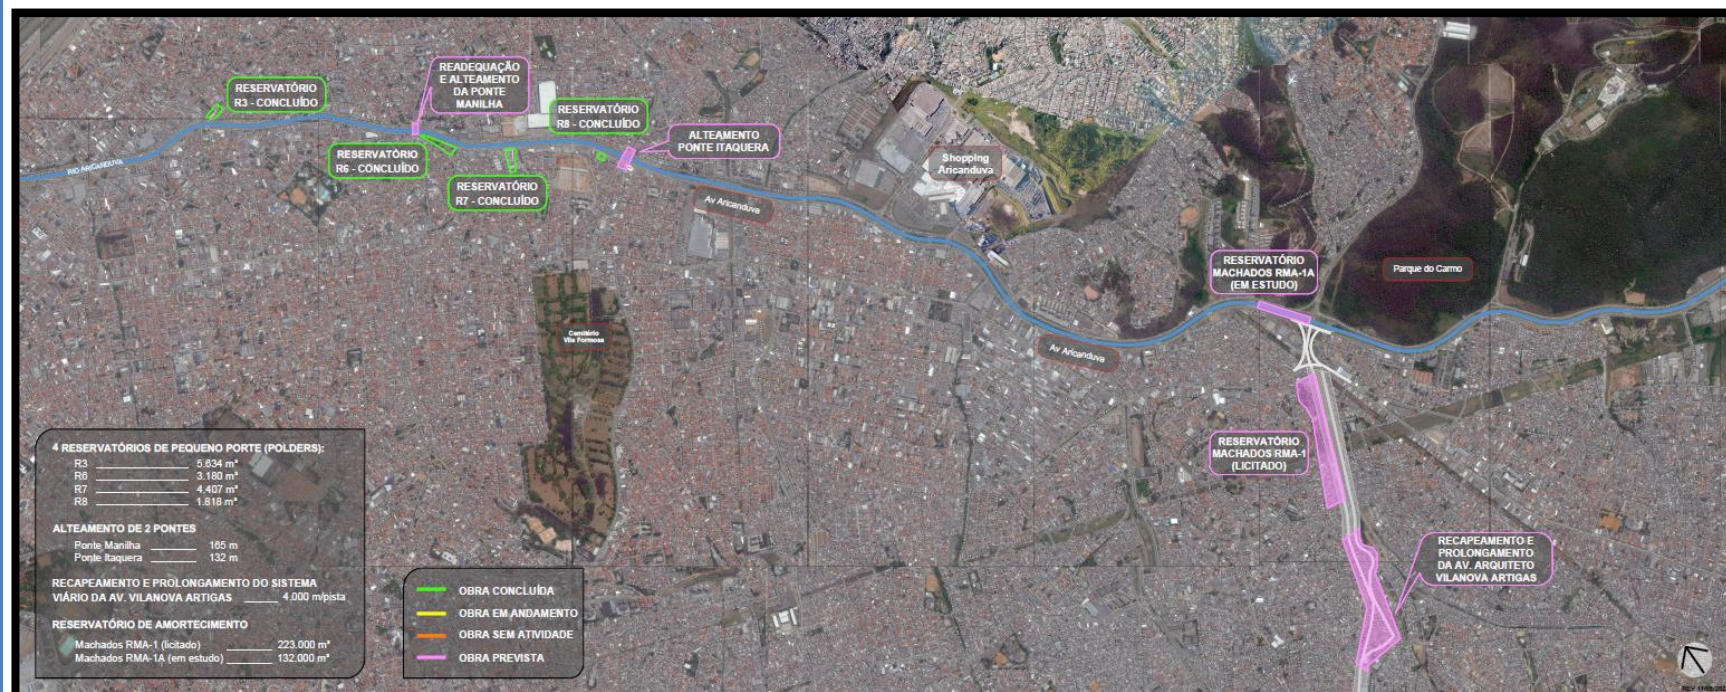 RESERVATÓRIO
R3 - CONCLUÍDO
READEQUAÇÃO
E ALTEAMENTO
DA PONTE
MANILHA
RESERVATÓRIO
R8 - CONCLUÍDO
ALTEAMENTO
PONTE ITAQUERA
RIO ARICANDUVA
RESERVATÓRIO
R6 - CONCLUÍDO
RESERVATÓRIO
R7 - CONCLUÍDO
Av Aricanduva
Shopping
Aricanduva
RESERVATÓRIO
MACHADOS RMA-1A
(EM ESTUDO)
Parque do Carmo
Cemitério
Vila Formosa
Av Aricanduva
RESERVATÓRIO
MACHADOS RMA-1
(LICITADO)
RECAPEAMENTO E
PROLONGAMENTO
DA AV. ARQUITETO
VILANOVA ARTIGAS
4 RESERVATÓRIOS DE PEQUENO PORTE (POLDERS):
R3 5.634 m³
R6 3.180 m³
R7 4.407 m³
R8 1.818 m³
ALTEAMENTO DE 2 PONTES
Ponte Manilha 165 m
Ponte Itaquera 132 m
RECAPEAMENTO E PROLONGAMENTO DO SISTEMA
VIÁRIO DA AV. VILANOVA ARTIGAS 4.000 m/pista
RESERVATÓRIO DE AMORTECIMENTO
Machados RMA-1 (licitado) 223.000 m³
Machados RMA-1A (em estudo) 132.000 m³
OBRA CONCLUÍDA
OBRA EM ANDAMENTO
OBRA SEM ATIVIDADE
OBRA PREVISTA